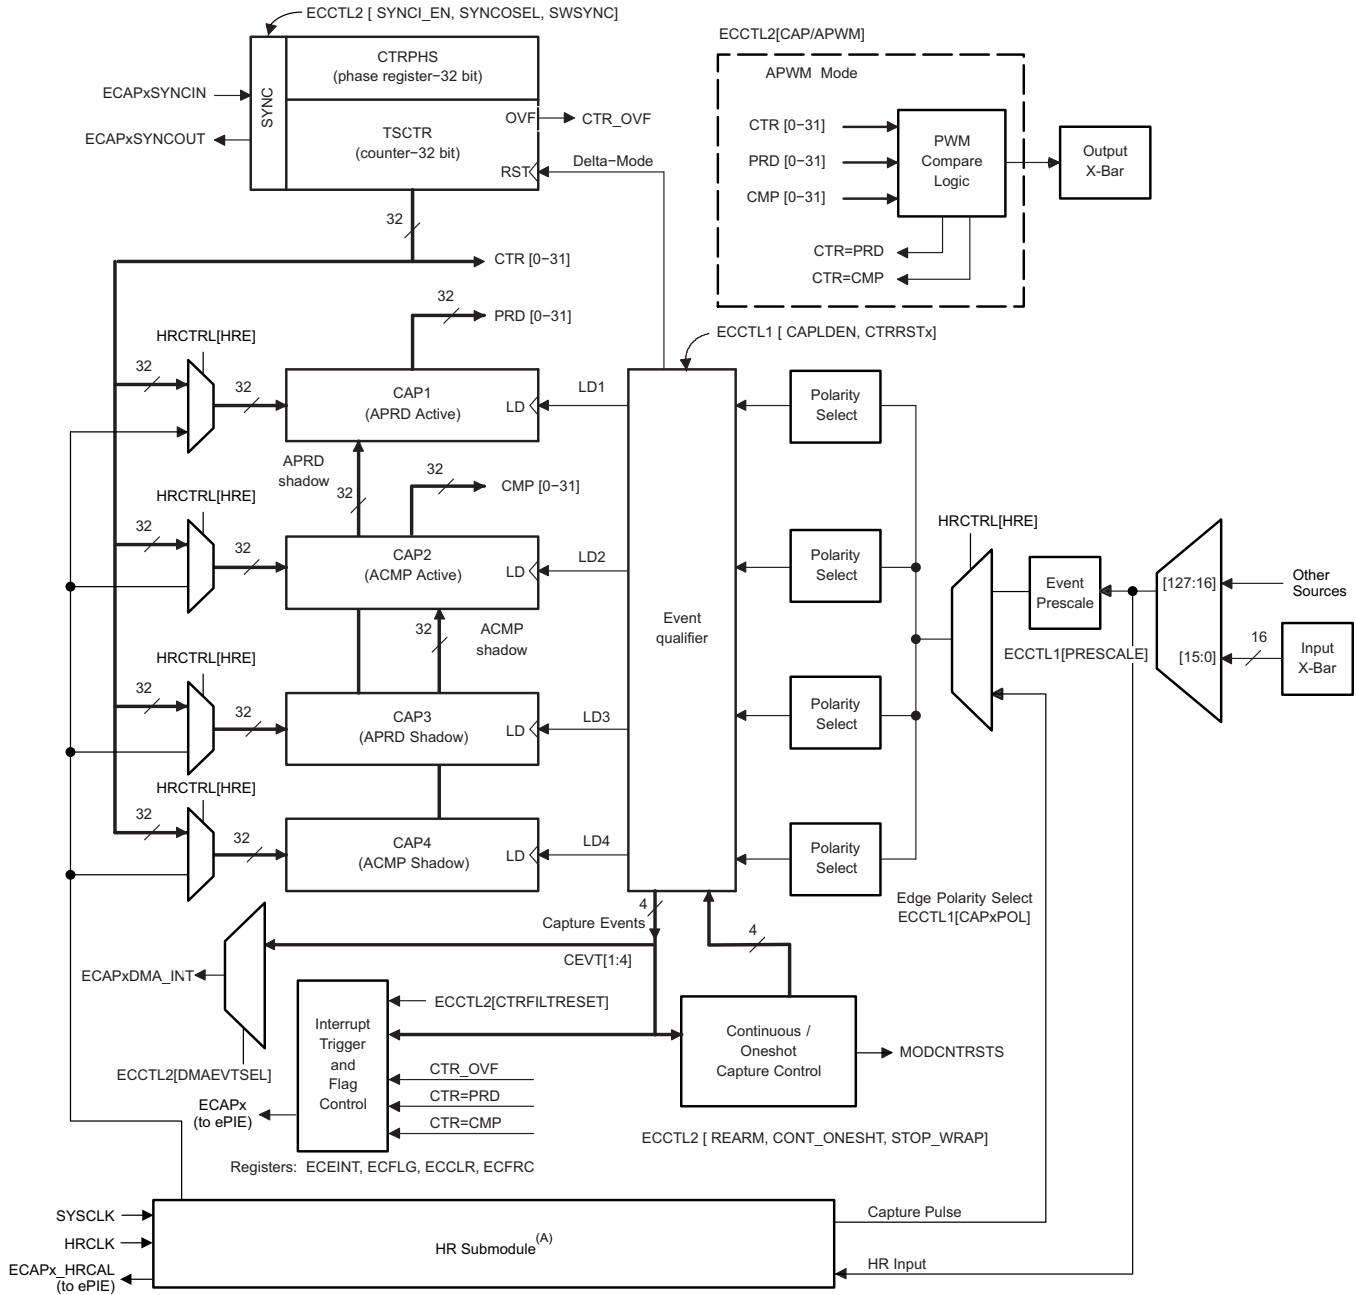 ECCTL2 [ SYNCI_EN, SYNCOSEL, SWSYNC]
SYNC
CTRPHS
(phase register−32 bit)
TSCTR
(counter−32 bit)
OVF
RST
ECAPxSYNCIN
ECAPxSYNCOUT
CTR_OVF
Delta−Mode
32
CTR [0−31]
32
PRD [0−31]
ECCTL2[CAP/APWM]
APWM Mode
CTR [0−31]
PRD [0−31]
CMP [0−31]
PWM
Compare
Logic
Output
X-Bar
CTR=PRD
CTR=CMP
ECCTL1 [ CAPLDEN, CTRRSTx]
HRCTRL[HRE]
32
32
CAP1
(APRD Active)
LD
LD1
Polarity
Select
APRD
shadow
32
32
CMP [0−31]
HRCTRL[HRE]
32
32
CAP2
(ACMP Active)
LD
LD2
Polarity
Select
32
ACMP
shadow
Event
qualifier
HRCTRL[HRE]
Event
Prescale
ECCTL1[PRESCALE]
[127:16]
[15:0]
Other
Sources
16
Input
X-Bar
HRCTRL[HRE]
32
32
CAP3
(APRD Shadow)
LD
LD3
Polarity
Select
HRCTRL[HRE]
32
32
CAP4
(ACMP Shadow)
LD
LD4
Polarity
Select
Edge Polarity Select
ECCTL1[CAPxPOL]
4
Capture Events
CEVT[1:4]
4
ECAPxDMA_INT
ECCTL2[DMAEVTSEL]
Interrupt
Trigger
and
Flag
Control
ECCTL2[CTRFILTRESET]
CTR_OVF
CTR=PRD
CTR=CMP
ECAPx
(to ePIE)
Continuous /
Oneshot
Capture Control
MODCNTRSTS
ECCTL2 [ REARM, CONT_ONESHT, STOP_WRAP]
Registers: ECEINT, ECFLG, ECCLR, ECFRC
SYSCLK
HRCLK
ECAPx_HRCAL
(to ePIE)
HR Submodule(A)
Capture Pulse
HR Input